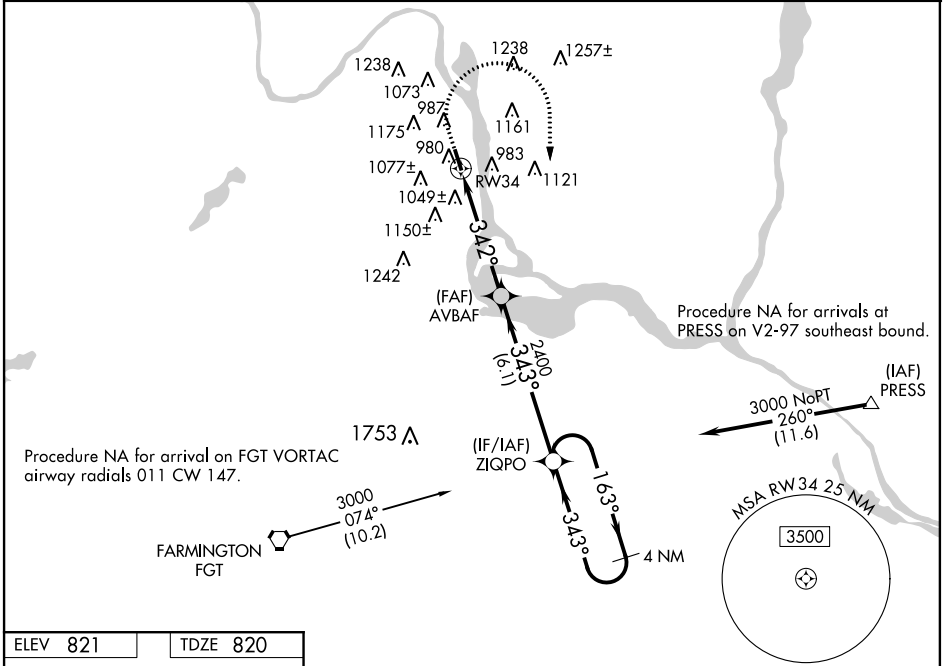 1238
1238
1257±
1073
987
1175
1161
980
983
1077±
RW34
1121
1049±
1150±
342°
1242
(FAF)
AVBAF
Procedure NA for arrivals at
PRESS on V2-97 southeast bound.
2400
343°
(6.1)
(IAF)
PRESS
3000 NoPT
260°
(11.6)
1753
(IF/IAF)
ZIQPO
Procedure NA for arrival on FGT VORTAC
airway radials 011 CW 147.
163°
343°
4 NM
3000
074°
(10.2)
FARMINGTON
FGT
MSA RW34 25 NM
3500
ELEV 821
TDZE 820